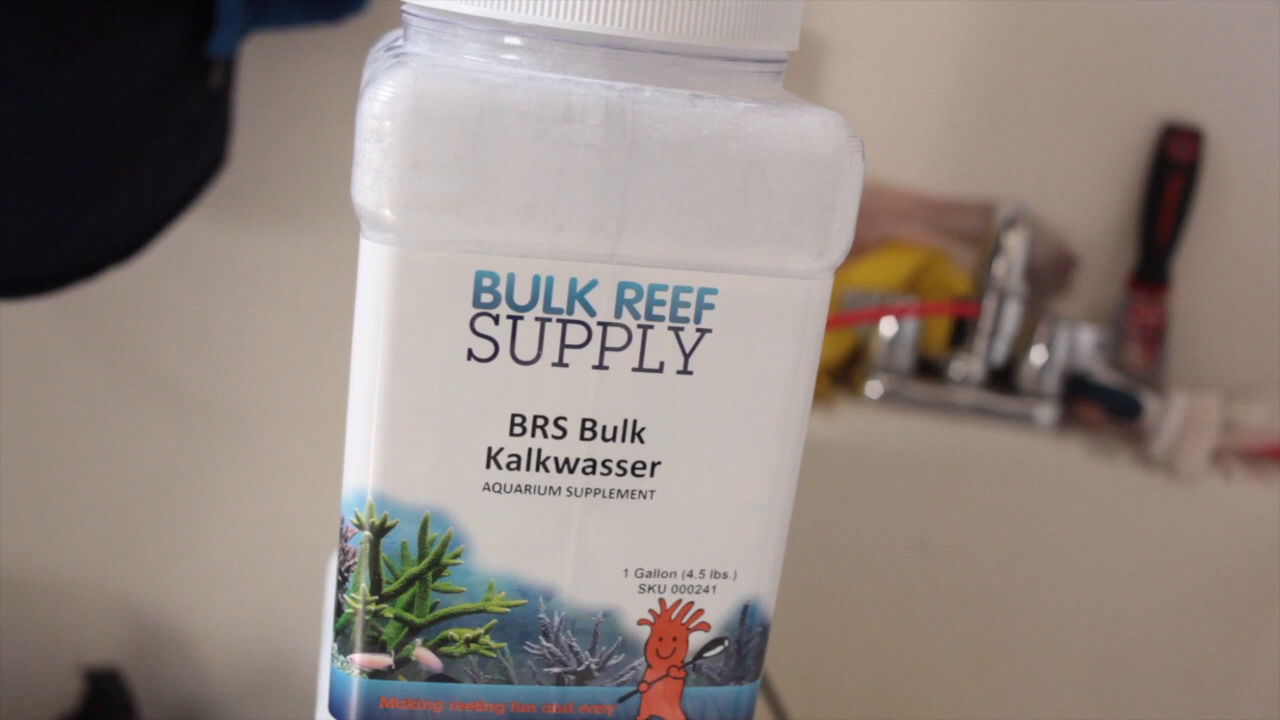 BULK REEF
SUPPLY
BRS Bulk
Kalkwasser
AQUARIUM SUPPLEMENT
1 Gallon (4.5 lbs.)
SKU 000241
Making reefing fun and easy